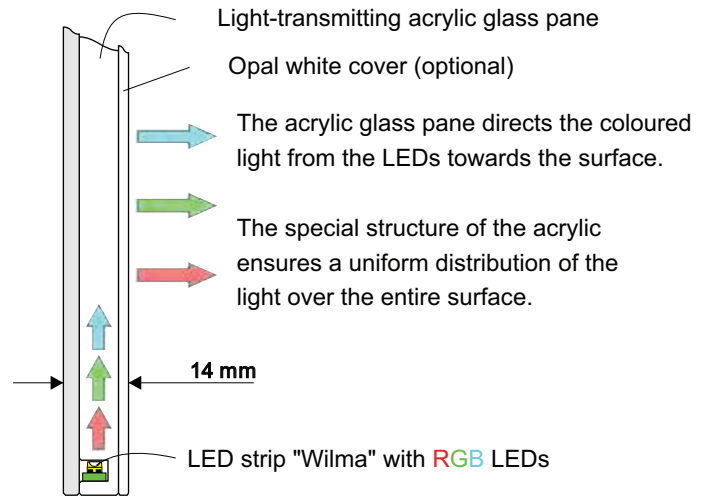 Light-transmitting acrylic glass pane
Opal white cover (optional)
The acrylic glass pane directs the coloured
light from the LEDs towards the surface.
The special structure of the acrylic
ensures a uniform distribution of the
light over the entire surface.
14 mm
LED strip "Wilma" with RGB LEDs